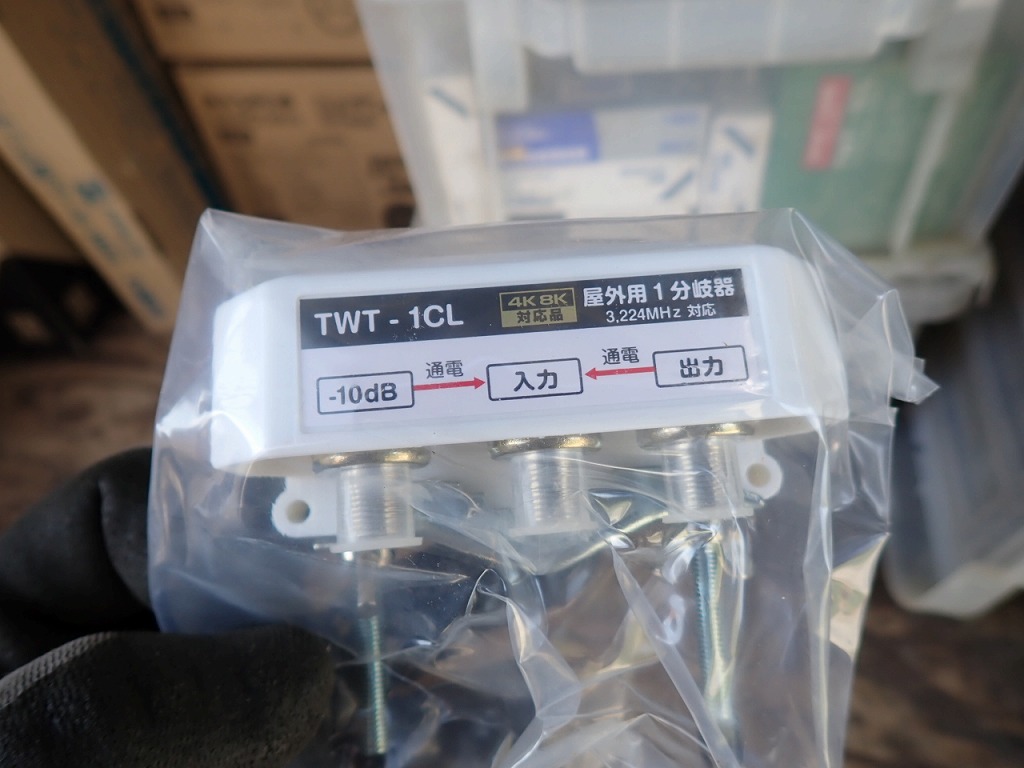 TWT - 1CL
4K 8K
対応品
屋外用1分岐器
3,224MHz 対応
-10dB
通電
入力
通電
出力